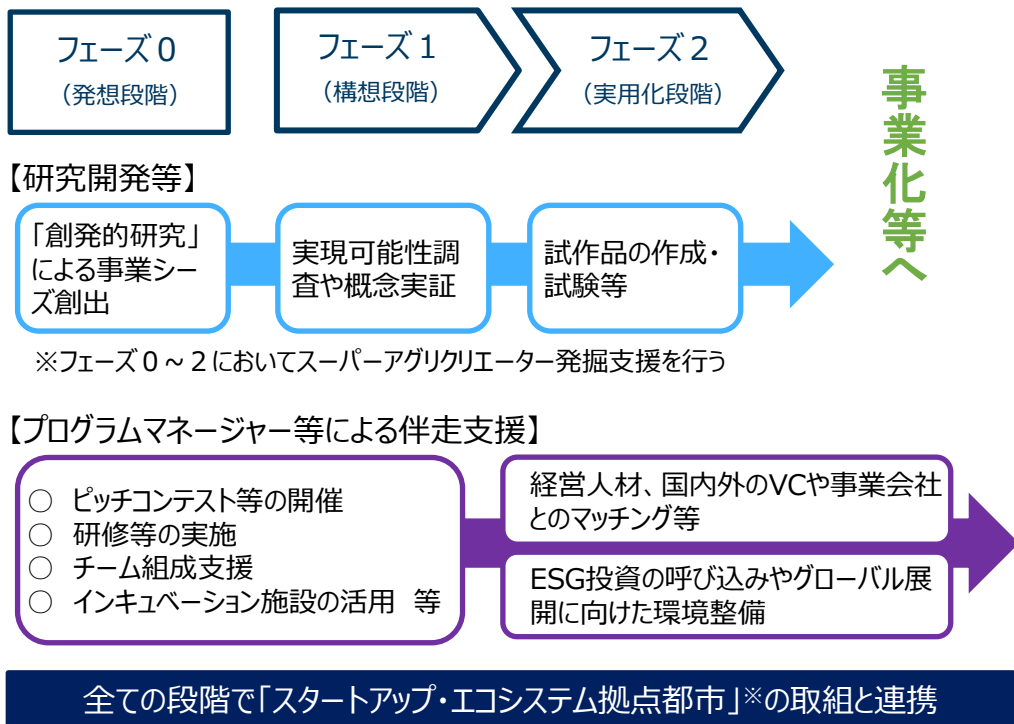 フェーズ０
（発想段階）
フェーズ１
（構想段階）
フェーズ２
（実用化段階）
事業化等へ
【研究開発等】
「創発的研究」
による事業シー
ズ創出
実現可能性調
査や概念実証
試作品の作成・
試験等
※フェーズ０～２においてスーパーアグリクリエーター発掘支援を行う
【プログラムマネージャー等による伴走支援】
○ ピッチコンテスト等の開催
○ 研修等の実施
○ チーム組成支援
○ インキュベーション施設の活用 等
経営人材、国内外のVCや事業会社
とのマッチング等
ESG投資の呼び込みやグローバル展
開に向けた環境整備
全ての段階で「スタートアップ・エコシステム拠点都市」※の取組と連携